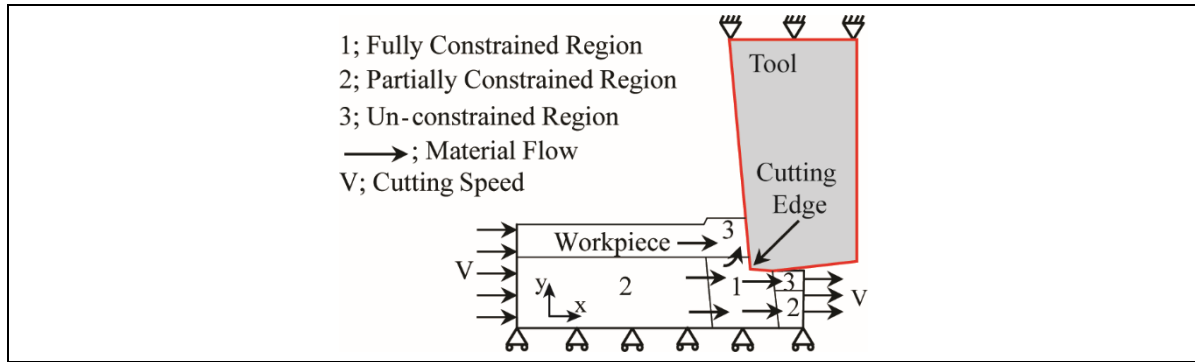 1; Fully Constrained Region
2; Partially Constrained Region
3; Un-constrained Region
; Material Flow
V; Cutting Speed
Tool
Cutting
Edge
3
Workpiece
V
2
1
3
2
V
y
x